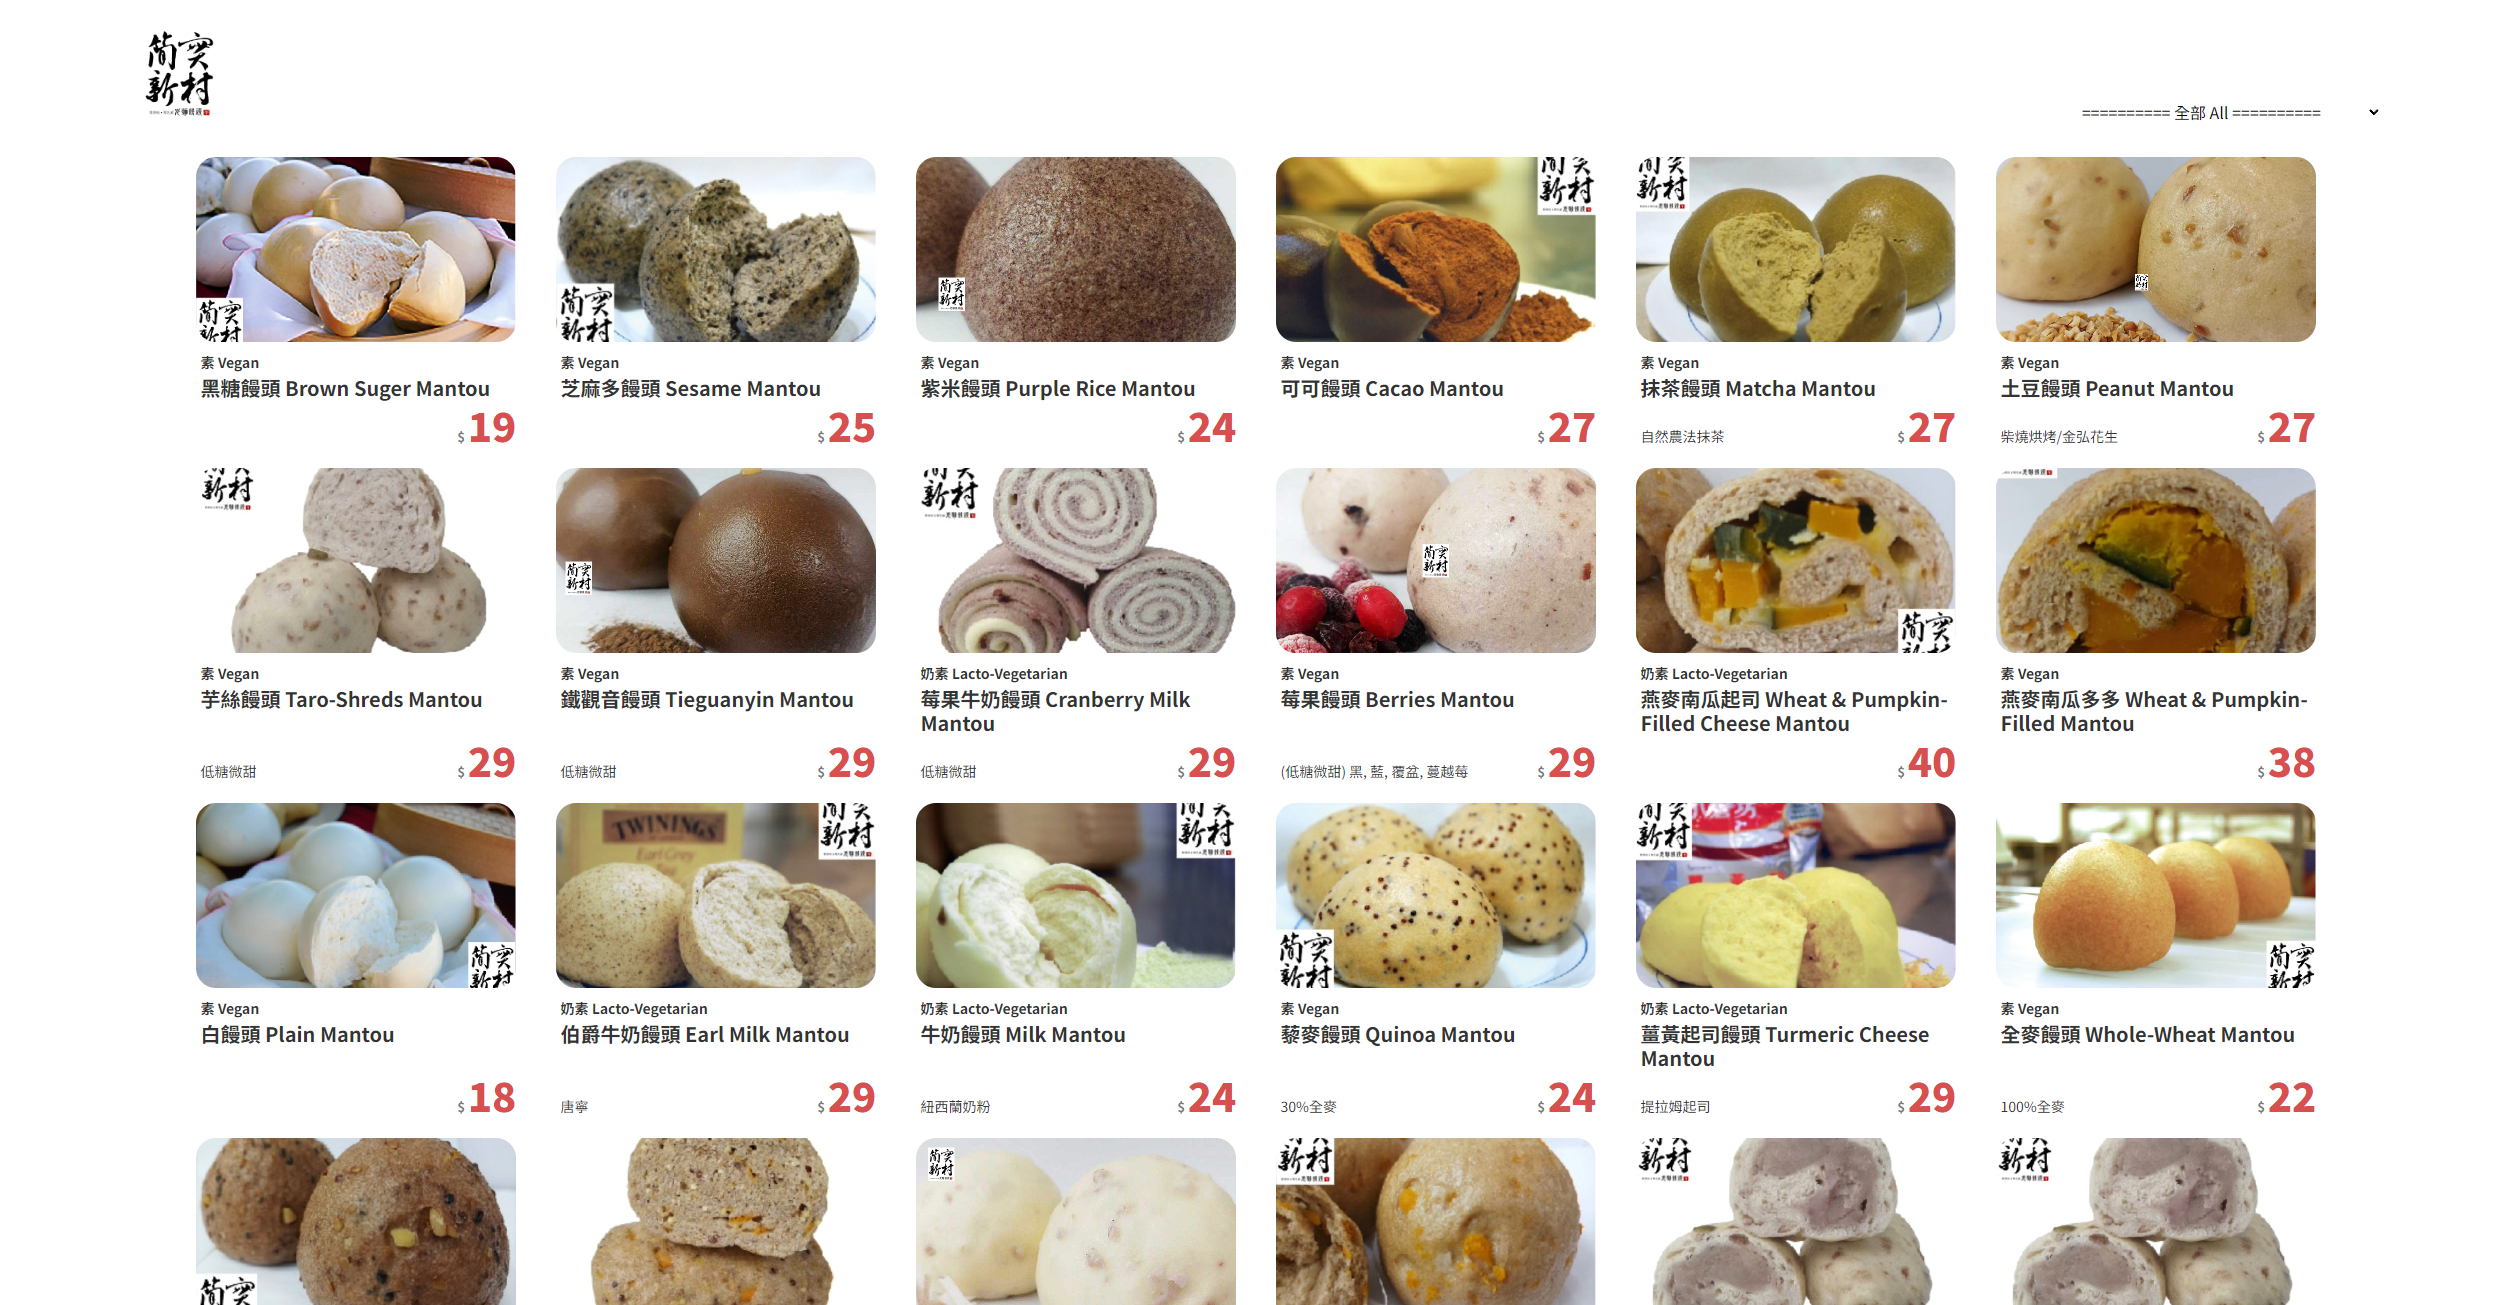 簡實
新村
老麵饅頭
========== 全部 All ==========
素 Vegan
黑糖饅頭 Brown Suger Mantou
$ 19
素 Vegan
芝麻多饅頭 Sesame Mantou
$ 25
素 Vegan
紫米饅頭 Purple Rice Mantou
$ 24
素 Vegan
可可饅頭 Cacao Mantou
$ 27
素 Vegan
抹茶饅頭 Matcha Mantou
自然農法抹茶
$ 27
素 Vegan
土豆饅頭 Peanut Mantou
柴燒烘烤/金弘花生
$ 27
素 Vegan
芋絲饅頭 Taro-Shreds Mantou
低糖微甜
$ 29
素 Vegan
鐵觀音饅頭 Tieguanyin Mantou
低糖微甜
$ 29
奶素 Lacto-Vegetarian
莓果牛奶饅頭 Cranberry Milk
Mantou
低糖微甜
$ 29
素 Vegan
莓果饅頭 Berries Mantou
(低糖微甜) 黑, 藍, 覆盆, 蔓越莓
$ 29
奶素 Lacto-Vegetarian
燕麥南瓜起司 Wheat & Pumpkin-
Filled Cheese Mantou
$ 40
素 Vegan
燕麥南瓜多多 Wheat & Pumpkin-
Filled Mantou
$ 38
素 Vegan
白饅頭 Plain Mantou
$ 18
TWININGS
Earl Grey
奶素 Lacto-Vegetarian
伯爵牛奶饅頭 Earl Milk Mantou
唐寧
$ 29
奶素 Lacto-Vegetarian
牛奶饅頭 Milk Mantou
紐西蘭奶粉
$ 24
素 Vegan
藜麥饅頭 Quinoa Mantou
30%全麥
$ 24
奶素 Lacto-Vegetarian
薑黃起司饅頭 Turmeric Cheese
Mantou
提拉姆起司
$ 29
素 Vegan
全麥饅頭 Whole-Wheat Mantou
100%全麥
$ 22